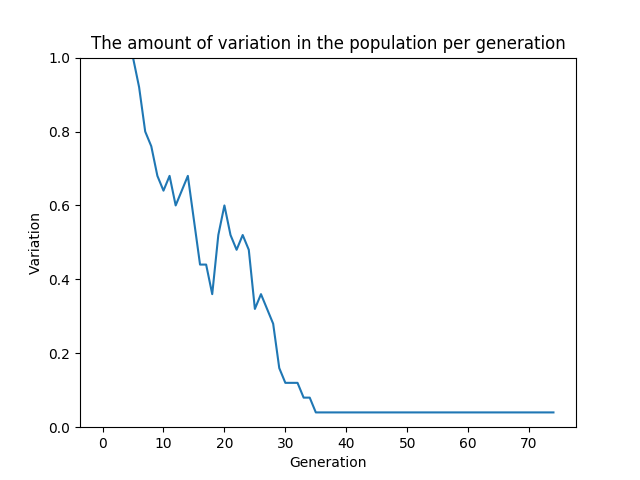 The amount of variation in the population per generation
1.0
0.8
0.6
0.4
0.2
0.0
Variation
0 10 20 30 40 50 60 70
Generation